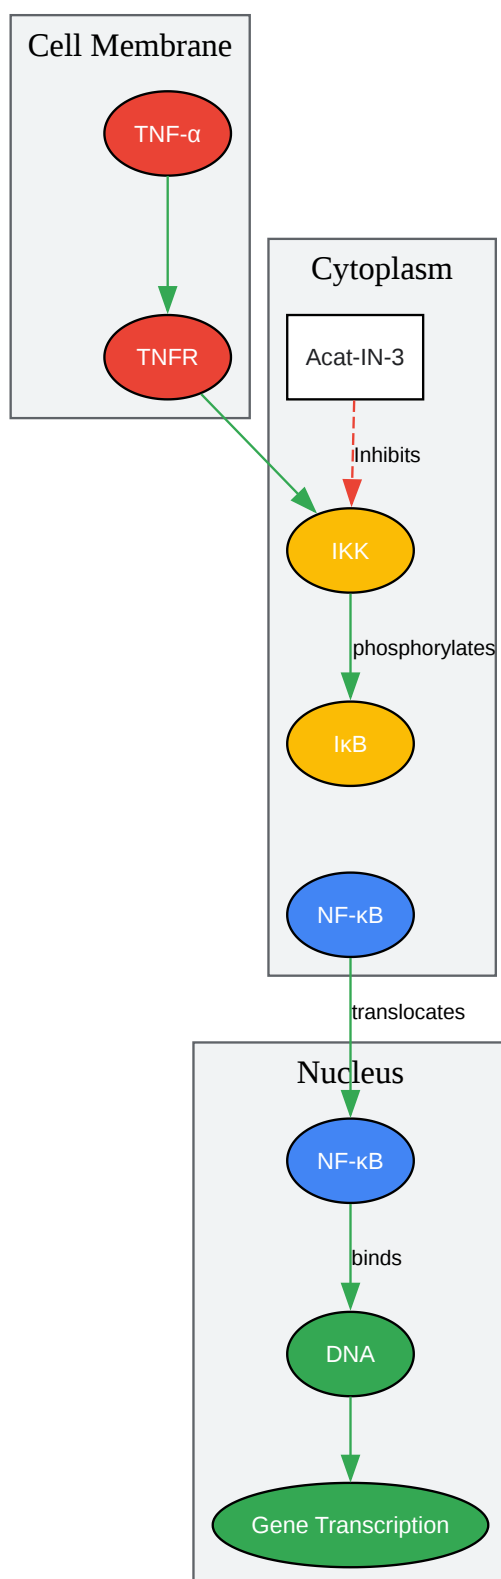 Cell Membrane
TNF-α
TNFR
Cytoplasm
Acat-IN-3
Inhibits
IKK
phosphorylates
IκB
NF-κB
translocates
Nucleus
NF-κB
binds
DNA
Gene Transcription